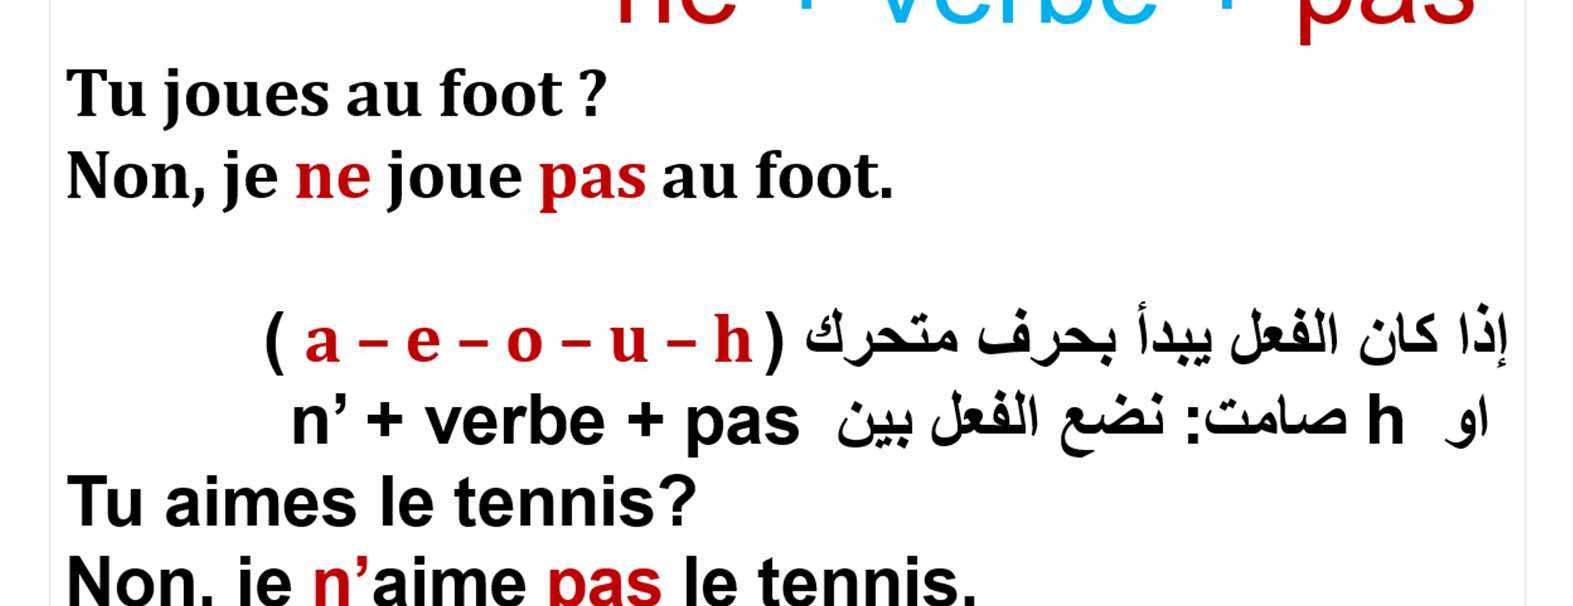 ne + verbe + pas
Tu joues au foot ?
Non, je ne joue pas au foot.
إذا كان الفعل يبدأ بحرف متحرك ( a – e – o – u – h )
او h صامت: نضع الفعل بين n’ + verbe + pas
Tu aimes le tennis?
Non, je n’aime pas le tennis.